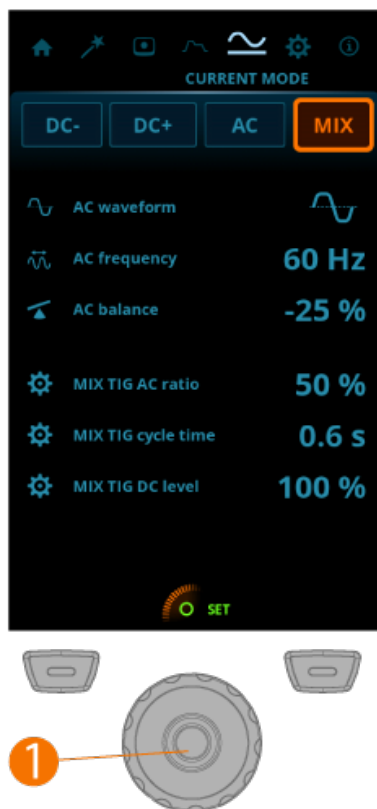 CURRENT MODE
DC- DC+ AC MIX
AC waveform
AC frequency 60 Hz
AC balance -25 %
MIX TIG AC ratio 50 %
MIX TIG cycle time 0.6 s
MIX TIG DC level 100 %
SET
1